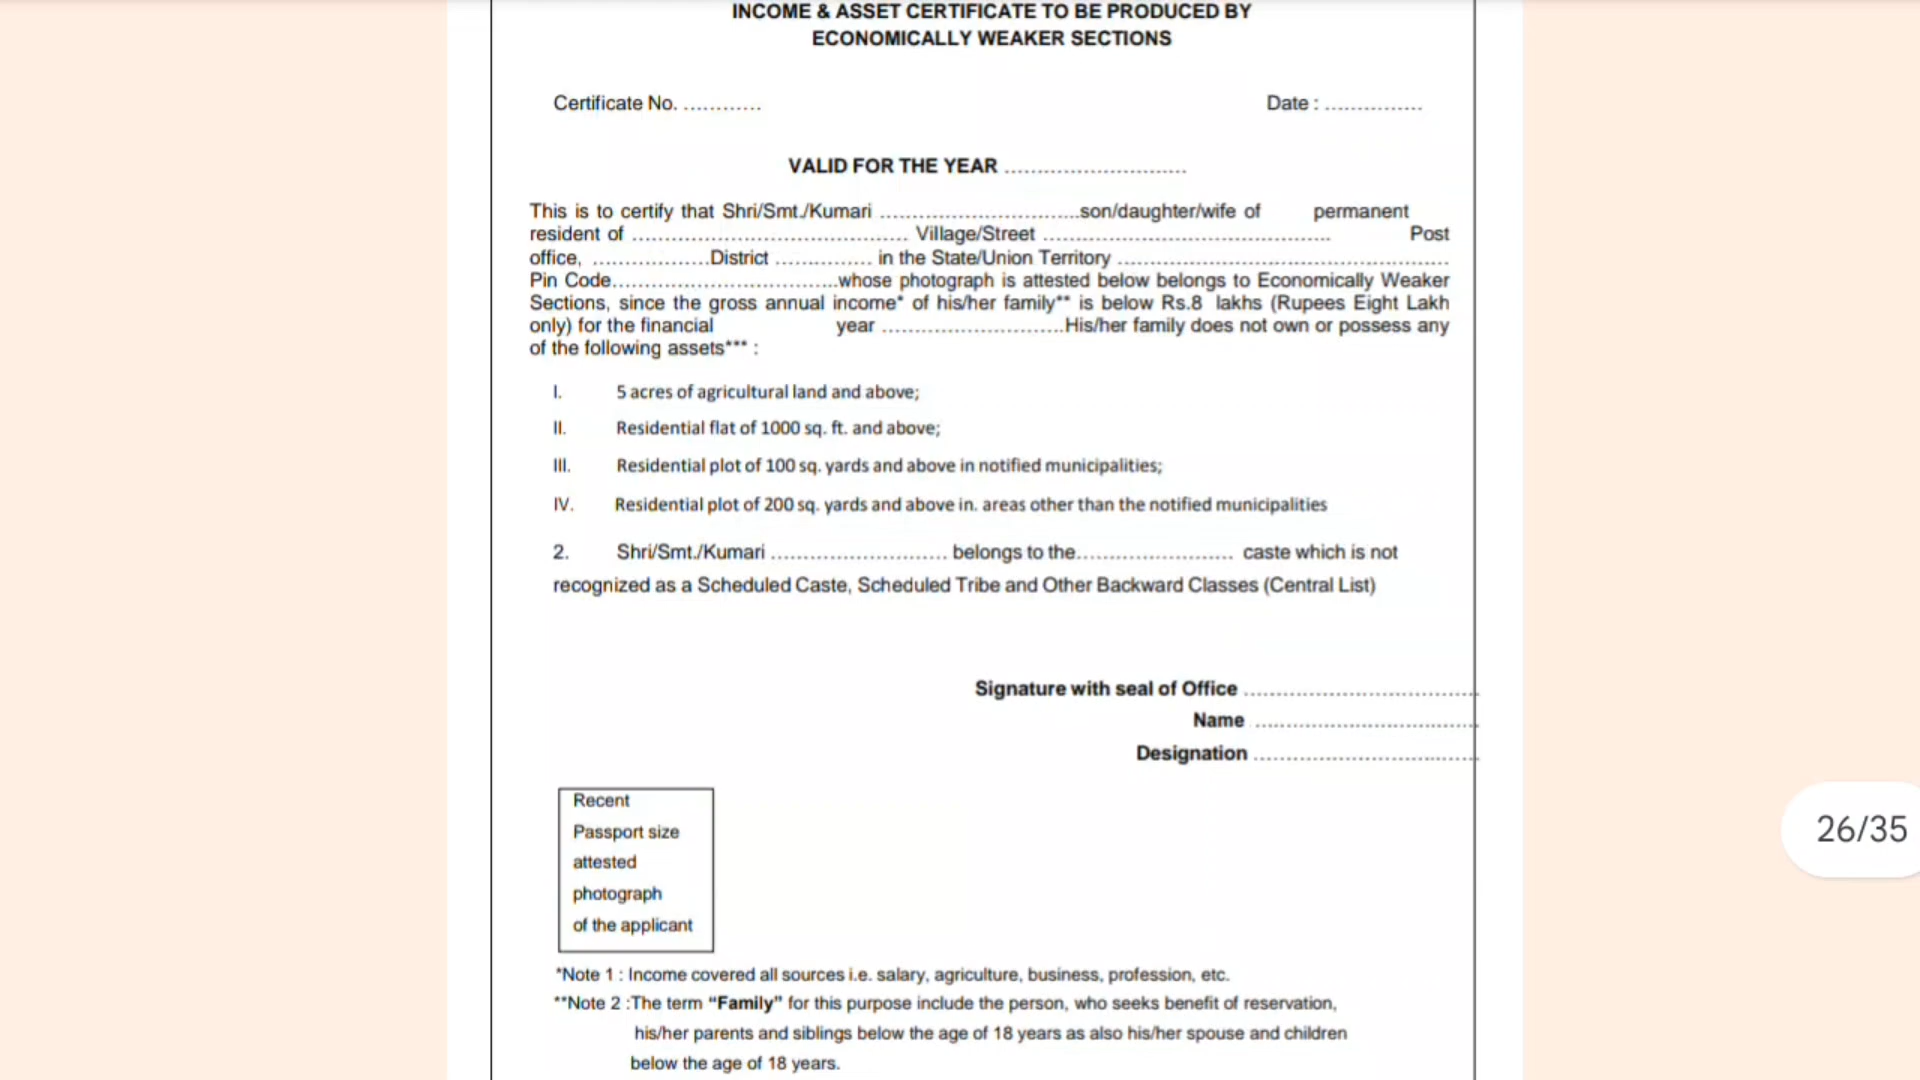 INCOME & ASSET CERTIFICATE TO BE PRODUCED BY
ECONOMICALLY WEAKER SECTIONS
Certificate No. ............ Date : ...............
VALID FOR THE YEAR ............................
This is to certify that Shri/Smt./Kumari ..............................son/daughter/wife of permanent
resident of .......................................... Village/Street ............................................ Post
office, ..................District ............... in the State/Union Territory ..................................................
Pin Code..................................whose photograph is attested below belongs to Economically Weaker
Sections, since the gross annual income* of his/her family** is below Rs.8 lakhs (Rupees Eight Lakh
only) for the financial year ............................His/her family does not own or possess any
of the following assets*** :
I. 5 acres of agricultural land and above;
II. Residential flat of 1000 sq. ft. and above;
III. Residential plot of 100 sq. yards and above in notified municipalities;
IV. Residential plot of 200 sq. yards and above in. areas other than the notified municipalities
2. Shri/Smt./Kumari ........................... belongs to the........................ caste which is not
recognized as a Scheduled Caste, Scheduled Tribe and Other Backward Classes (Central List)
Signature with seal of Office ....................................
Name ..................................
Designation ..................................
Recent
Passport size
attested
photograph
of the applicant
26/35
*Note 1 : Income covered all sources i.e. salary, agriculture, business, profession, etc.
**Note 2 :The term “Family” for this purpose include the person, who seeks benefit of reservation,
his/her parents and siblings below the age of 18 years as also his/her spouse and children
below the age of 18 years.